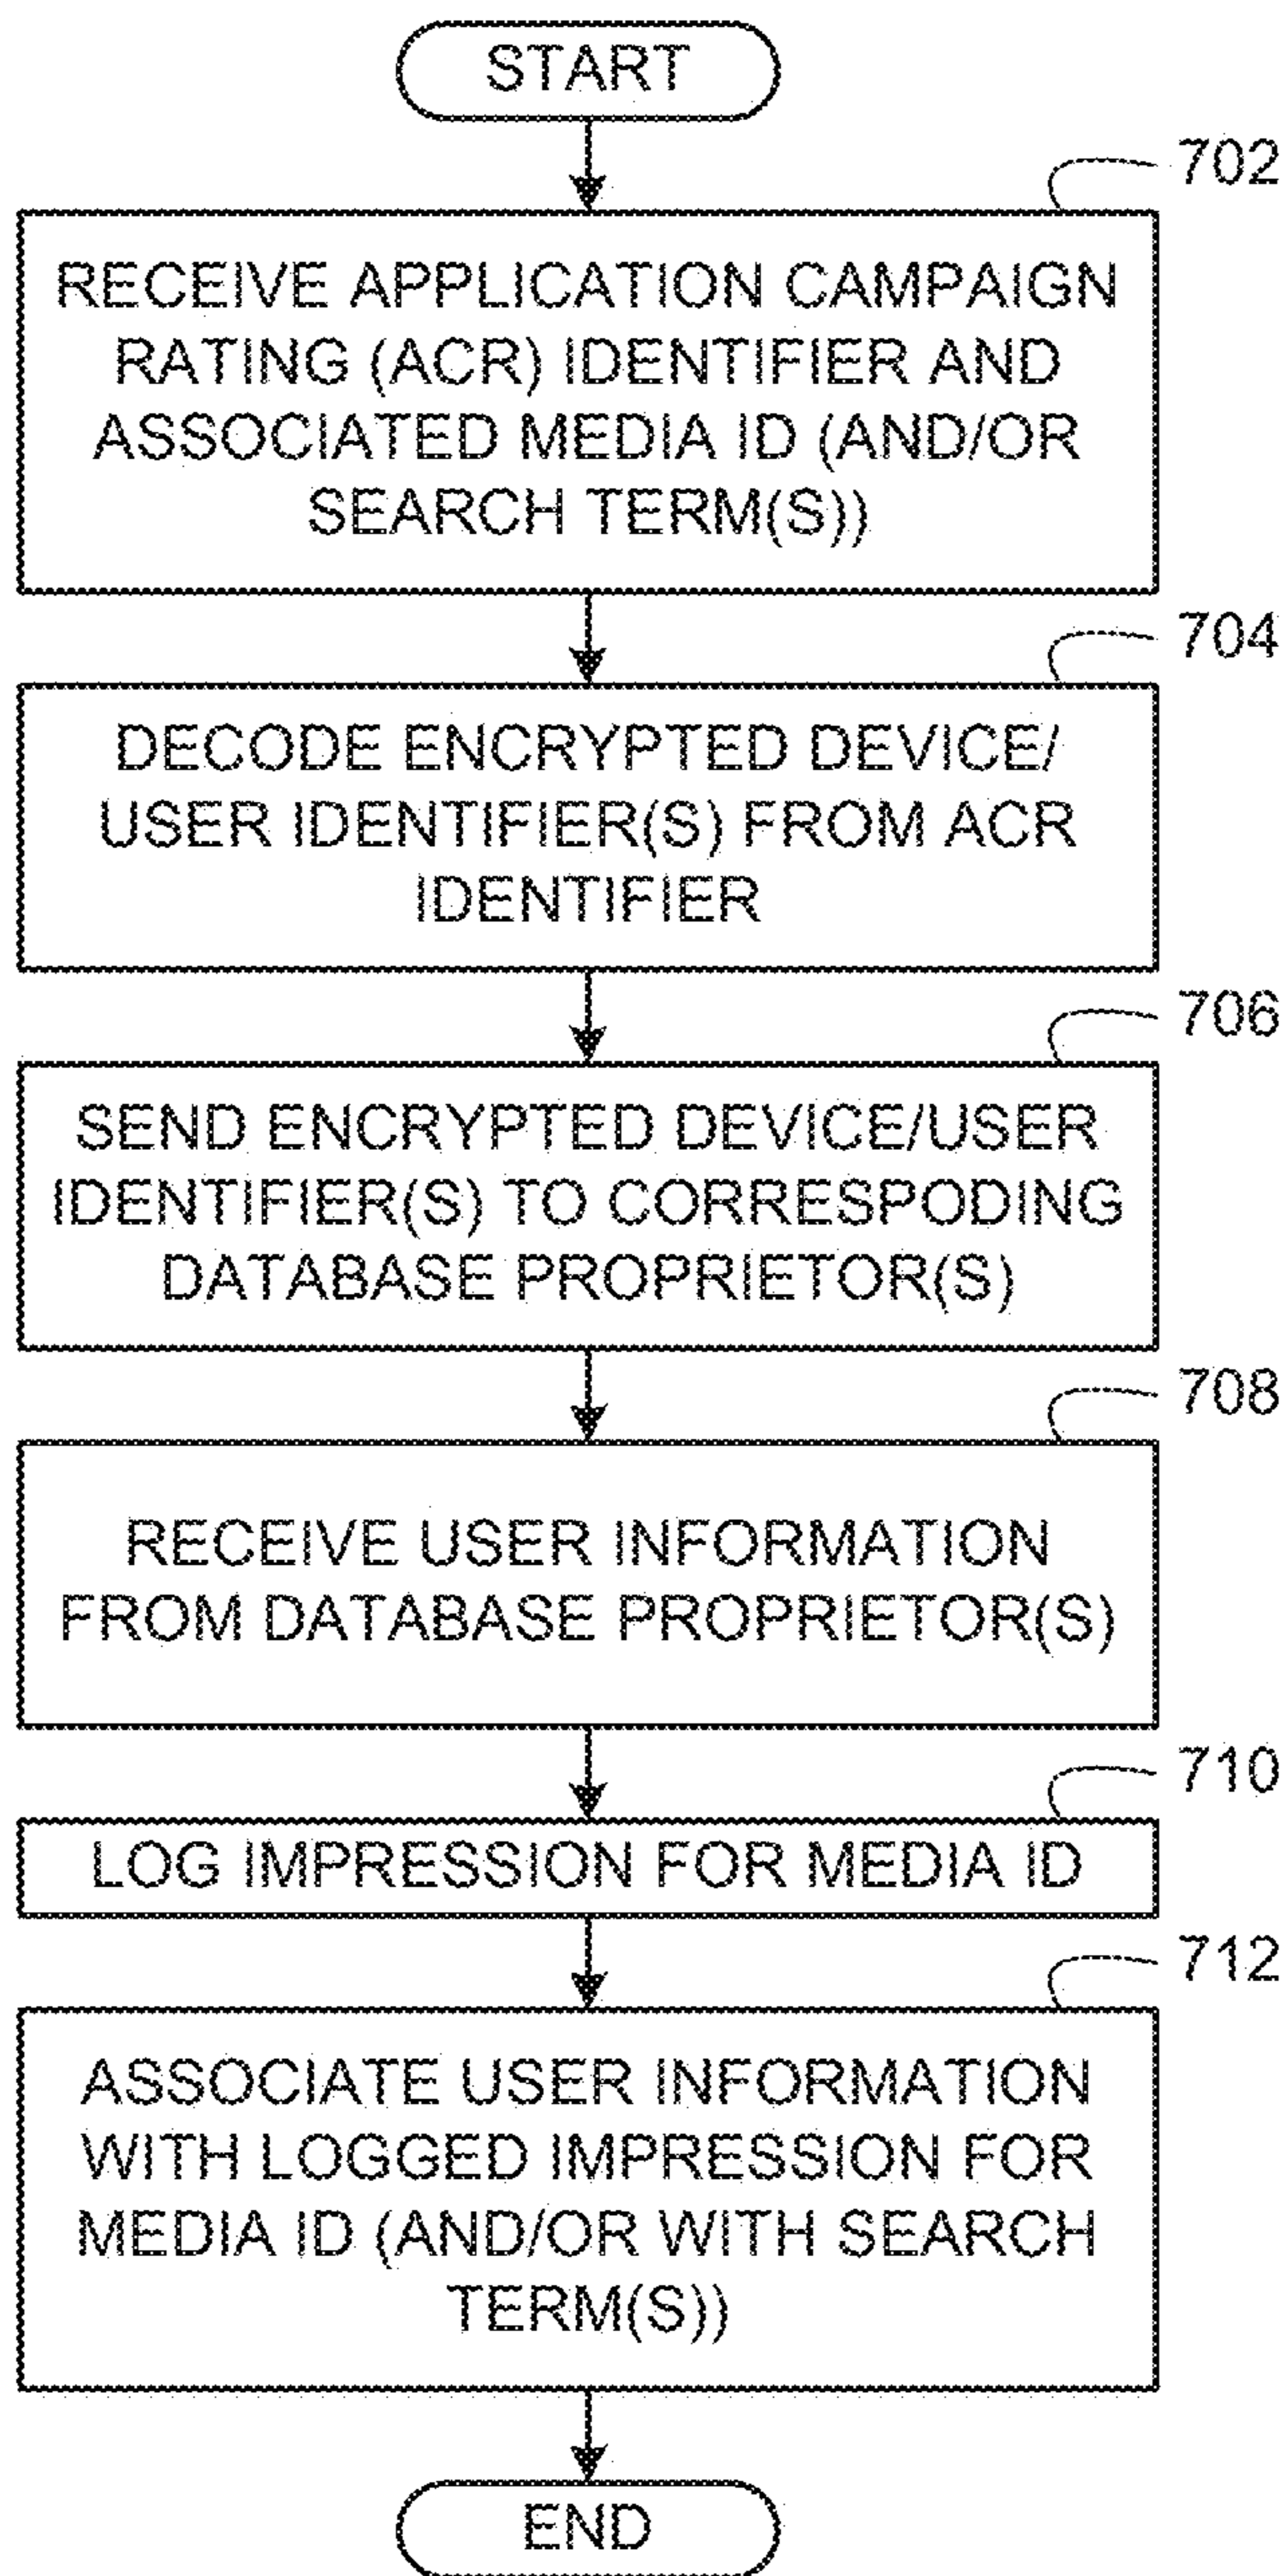 START
702
RECEIVE APPLICATION CAMPAIGN
RATING (ACR) IDENTIFIER AND
ASSOCIATED MEDIA ID (AND/OR
SEARCH TERM(S))
704
DECODE ENCRYPTED DEVICE/
USER IDENTIFIER(S) FROM ACR
IDENTIFIER
706
SEND ENCRYPTED DEVICE/USER
IDENTIFIER(S) TO CORRESPODING
DATABASE PROPRIETOR(S)
708
RECEIVE USER INFORMATION
FROM DATABASE PROPRIETOR(S)
710
LOG IMPRESSION FOR MEDIA ID
712
ASSOCIATE USER INFORMATION
WITH LOGGED IMPRESSION FOR
MEDIA ID (AND/OR WITH SEARCH
TERM(S))
END